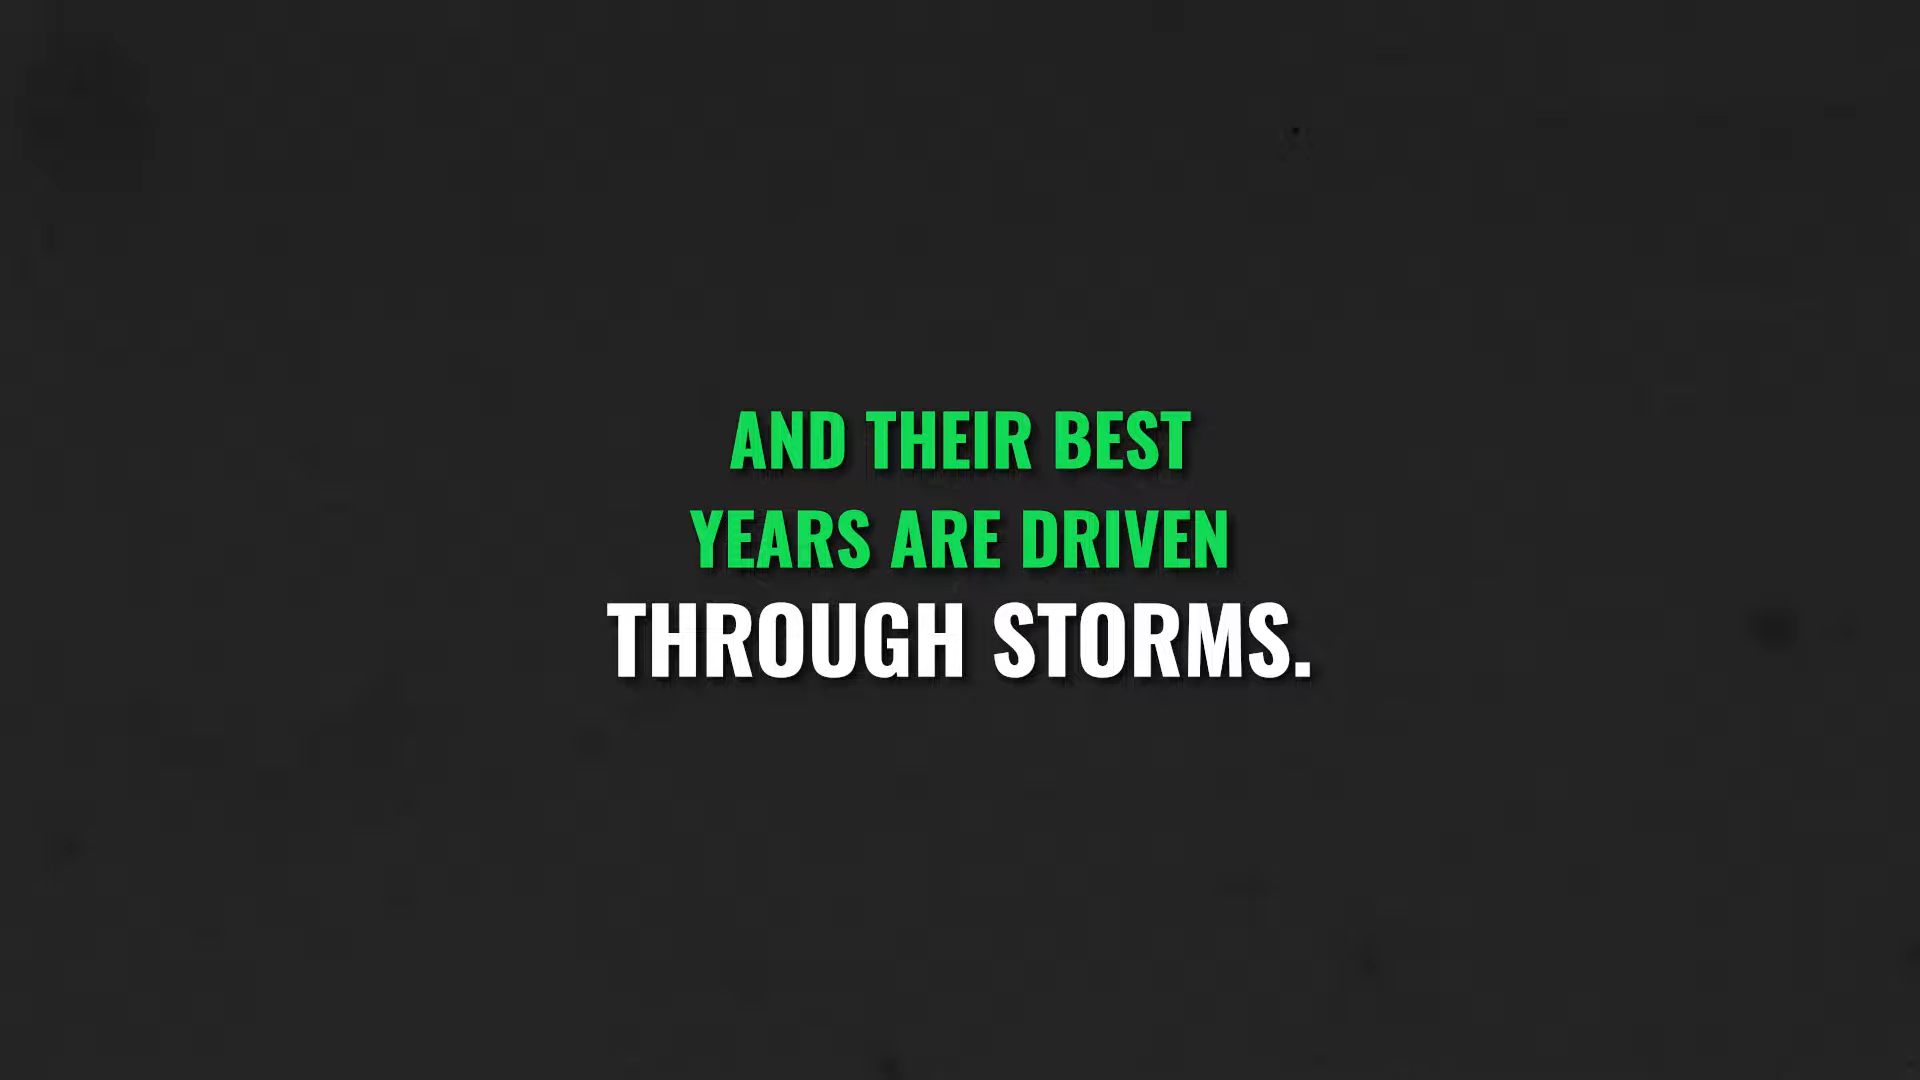 AND THEIR BEST
YEARS ARE DRIVEN
THROUGH STORMS.